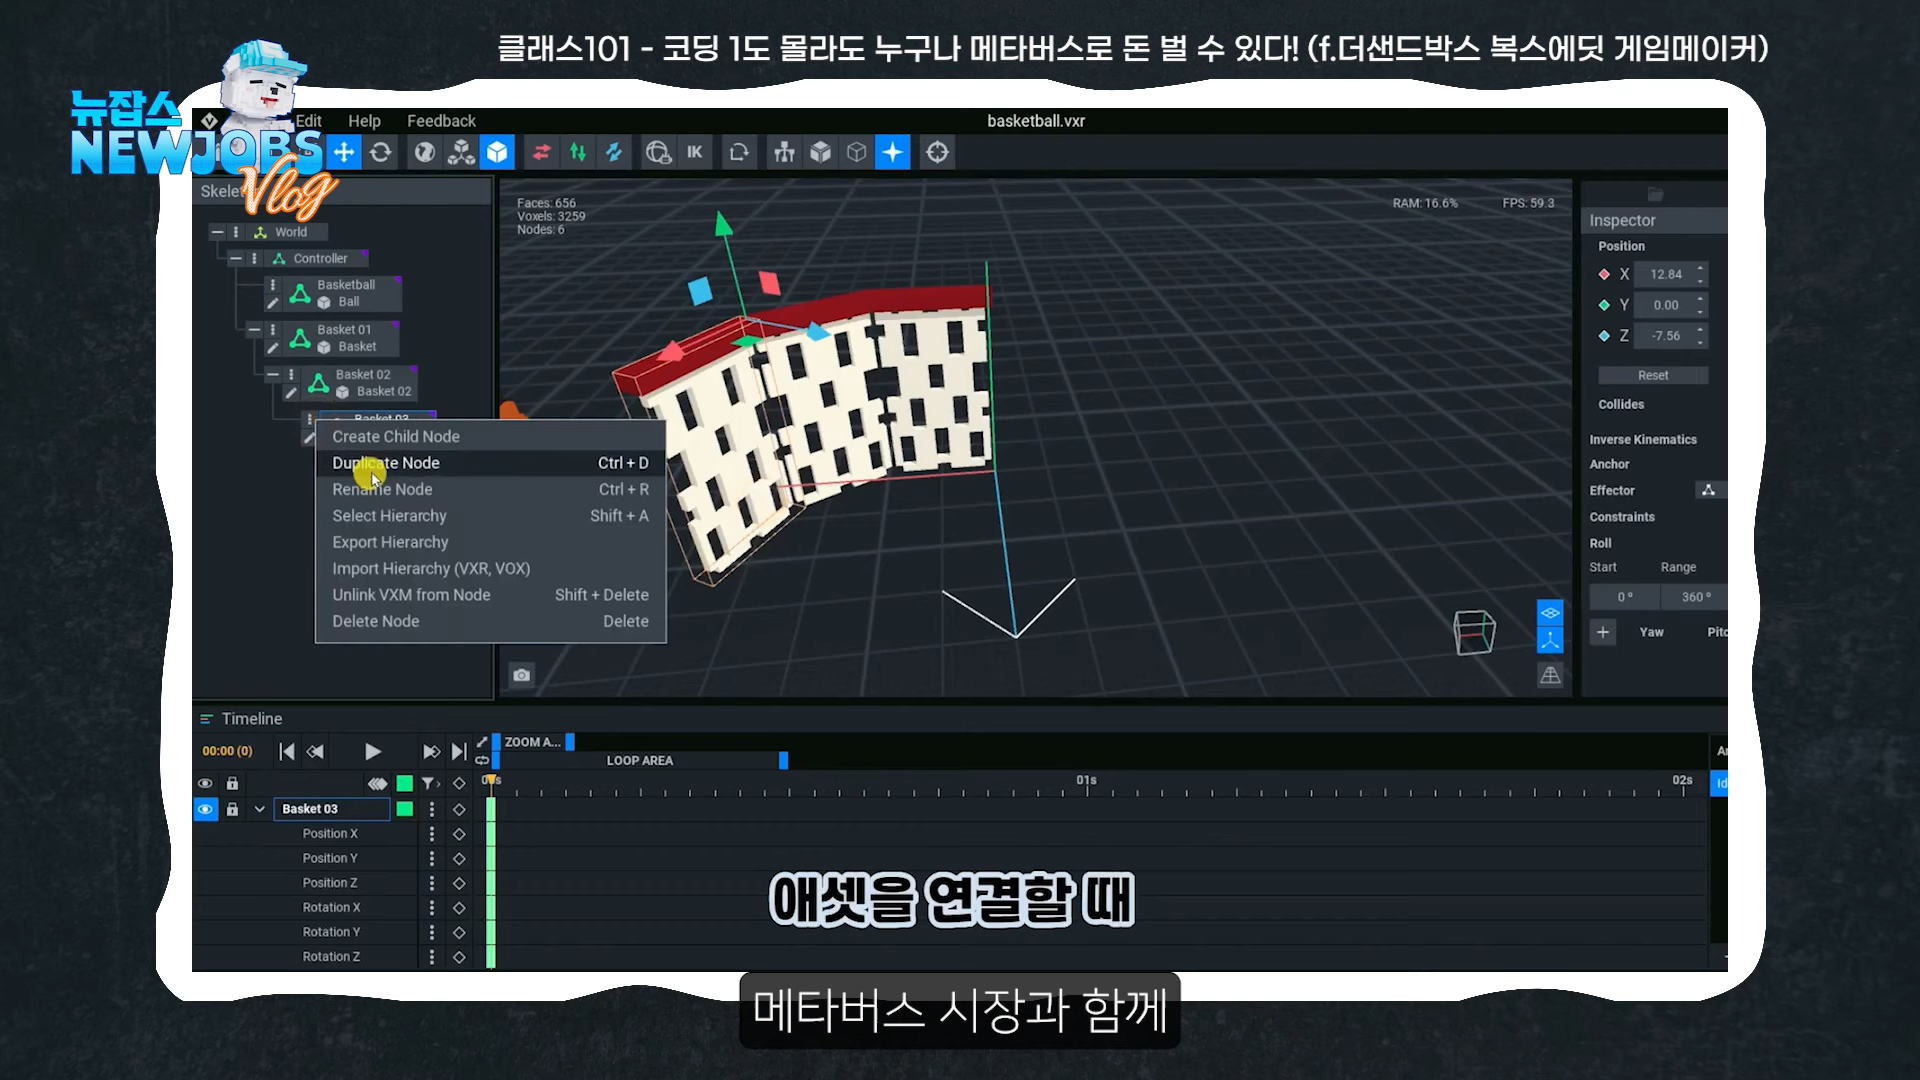 클래스101 - 코딩 1도 몰라도 누구나 메타버스로 돈 벌 수 있다! (f.더샌드박스 복스에딧 게임메이커)
뉴잡스
NEWJOBS
Vlog
Edit Help Feedback
basketball.vxr
IK
World
Controller
Basketball
Ball
Basket 01
Basket
Basket 02
Basket 02
Basket 03
Create Child Node
Duplicate Node Ctrl + D
Rename Node Ctrl + R
Select Hierarchy Shift + A
Export Hierarchy
Import Hierarchy (VXR, VOX)
Unlink VXM from Node Shift + Delete
Delete Node Delete
Faces: 656
Voxels: 3259
Nodes: 6
RAM: 16.6% FPS: 59.3
Inspector
Position
X 12.84
Y 0.00
Z -7.56
Reset
Collides
Inverse Kinematics
Anchor
Effector
Constraints
Roll
Start Range
0 º 360 º
Yaw
Timeline
00:00 (0)
ZOOM A...
LOOP AREA
01s 02s
Basket 03
Position X
Position Y
Position Z
Rotation X
Rotation Y
Rotation Z
애셋을 연결할 때
메타버스 시장과 함께